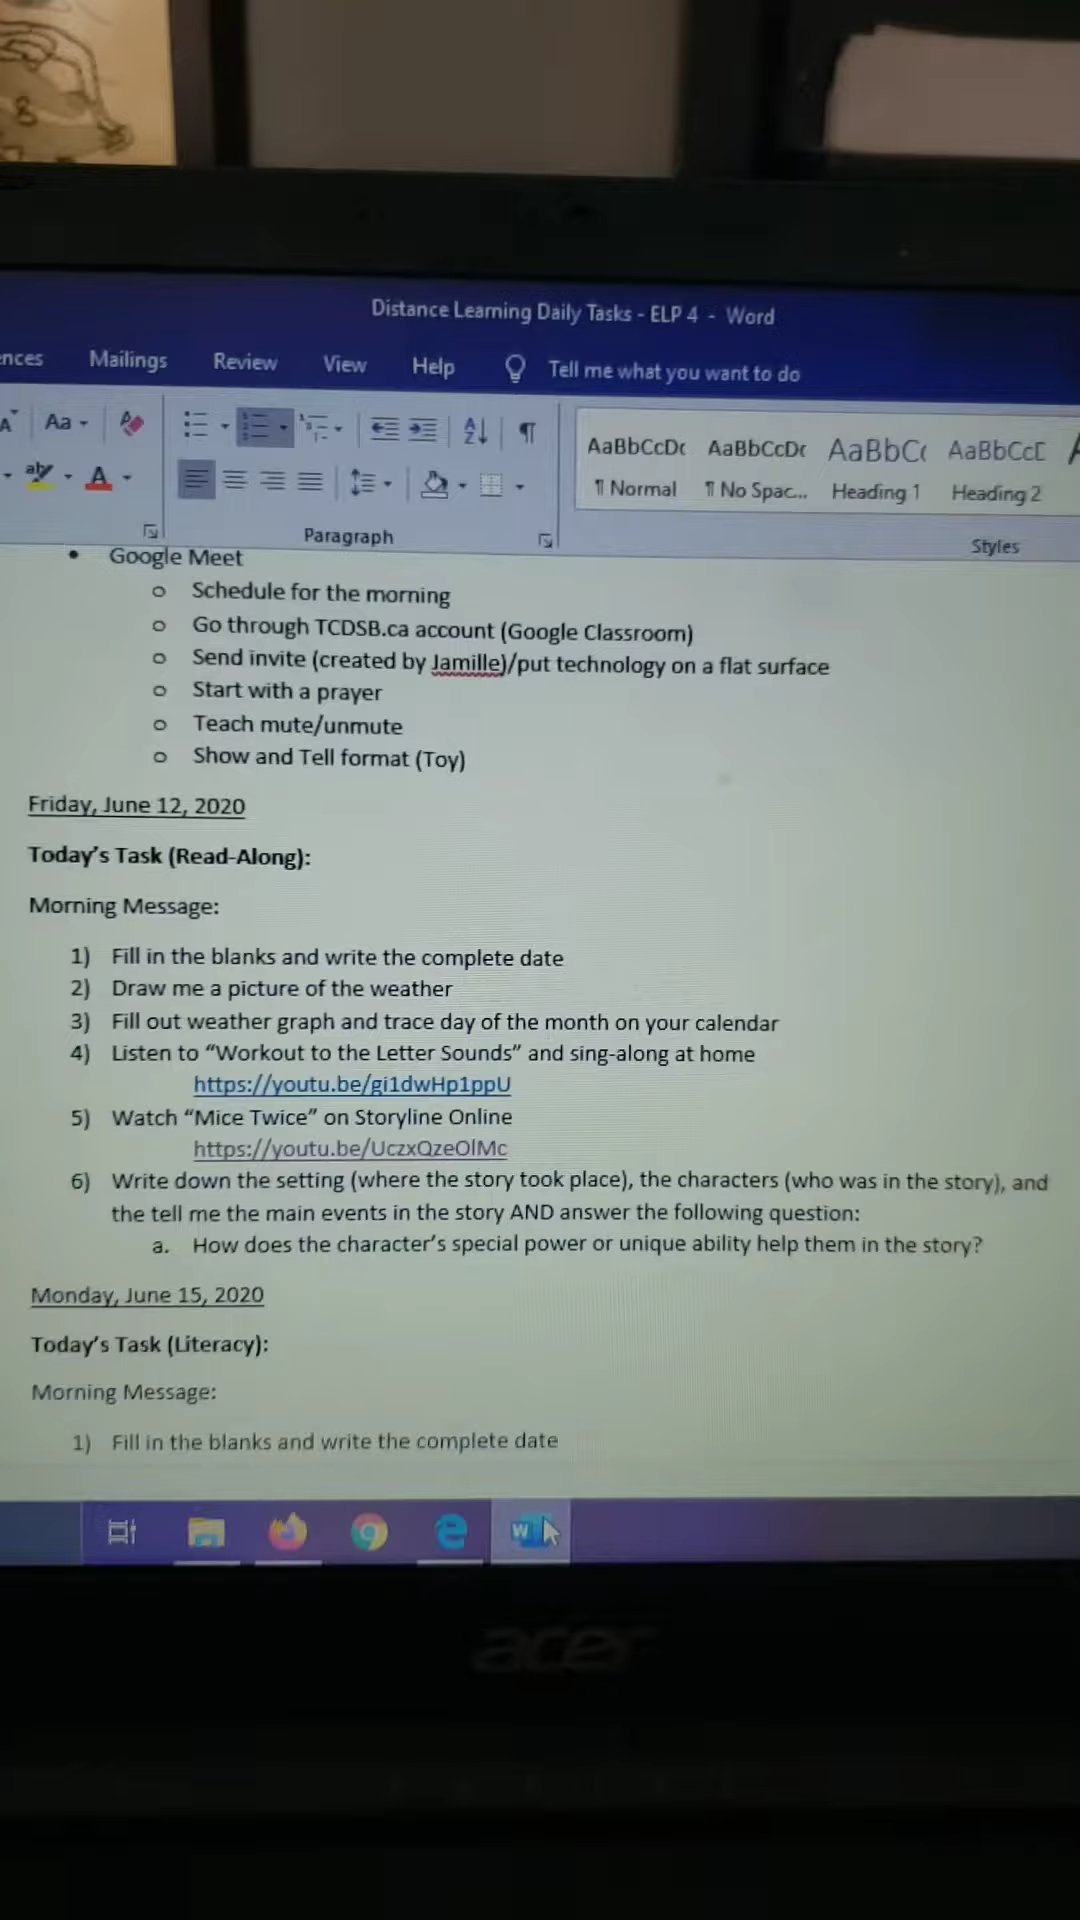 8
Distance Learning Daily Tasks - ELP 4 - Word
ences Mailings Review View Help Tell me what you want to do
A Aa
aby A
AaBbCcDc AaBbCcDc AaBbC AaBbCcD
¶ Normal ¶ No Spac... Heading 1 Heading 2
Paragraph Styles
• Google Meet
o Schedule for the morning
o Go through TCDSB.ca account (Google Classroom)
o Send invite (created by Jamille)/put technology on a flat surface
o Start with a prayer
o Teach mute/unmute
o Show and Tell format (Toy)
Friday, June 12, 2020
Today's Task (Read-Along):
Morning Message:
1) Fill in the blanks and write the complete date
2) Draw me a picture of the weather
3) Fill out weather graph and trace day of the month on your calendar
4) Listen to “Workout to the Letter Sounds” and sing-along at home
https://youtu.be/gi1dwHp1ppU
5) Watch “Mice Twice” on Storyline Online
https://youtu.be/UczxQzeOlMc
6) Write down the setting (where the story took place), the characters (who was in the story), and
the tell me the main events in the story AND answer the following question:
a. How does the character's special power or unique ability help them in the story?
Monday, June 15, 2020
Today's Task (Literacy):
Morning Message:
1) Fill in the blanks and write the complete date
W
acer